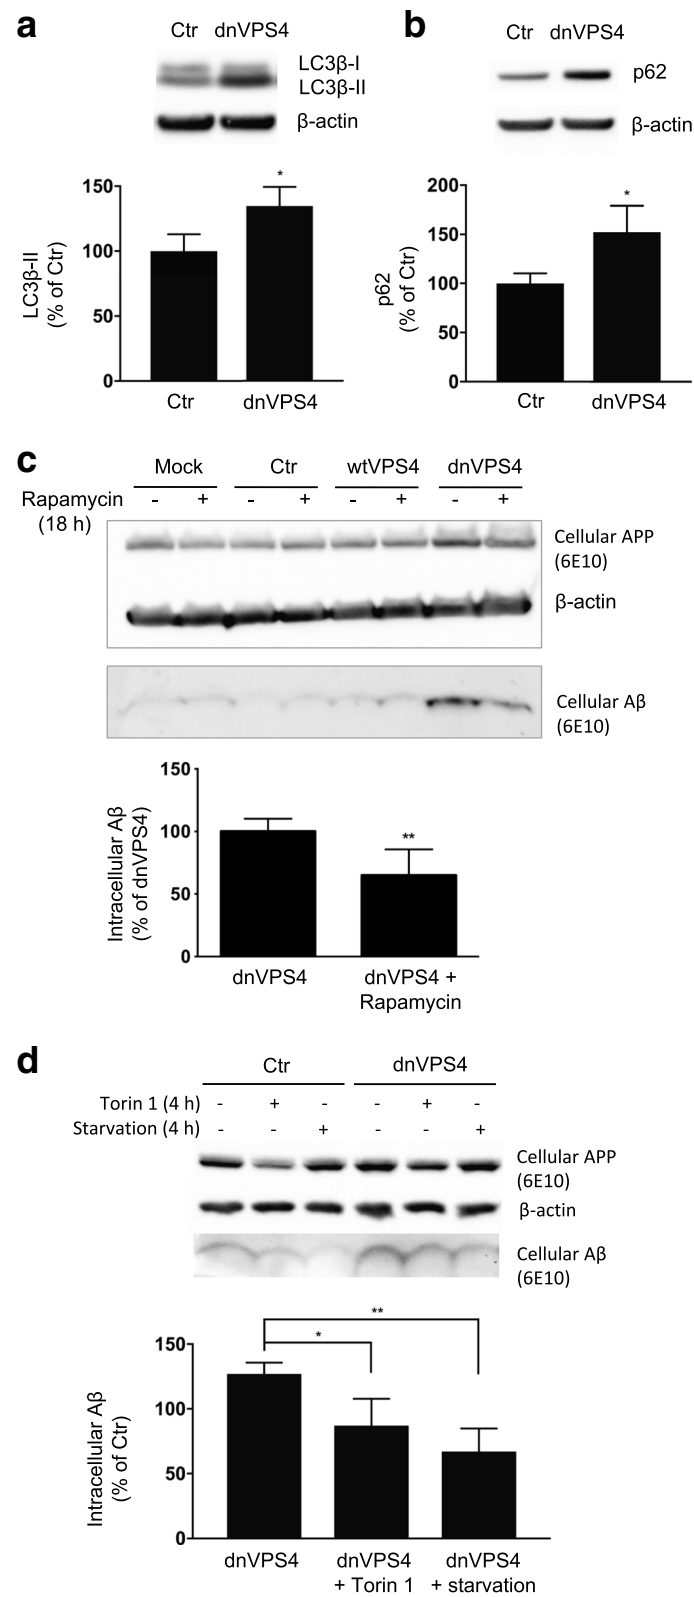 a
Ctr dnVPS4
LC3β-I
LC3β-II
β-actin
150
100
50
0
LC3β-II
(% of Ctr)
*
Ctr
dnVPS4
b
Ctr dnVPS4
p62
β-actin
200
150
100
50
0
p62
(% of Ctr)
*
Ctr
dnVPS4
c
Mock Ctr wtVPS4 dnVPS4
Rapamycin - + - + - + - +
(18 h)
Cellular APP
(6E10)
β-actin
Cellular Aβ
(6E10)
150
100
50
0
Intracellular Aβ
(% of dnVPS4)
**
dnVPS4
dnVPS4 +
Rapamycin
d
Ctr dnVPS4
Torin 1 (4 h) - + - - + -
Starvation (4 h) - - + - - +
Cellular APP
(6E10)
β-actin
Cellular Aβ
(6E10)
150
100
50
0
Intracellular Aβ
(% of Ctr)
**
*
dnVPS4
dnVPS4
+ Torin 1
dnVPS4
+ starvation